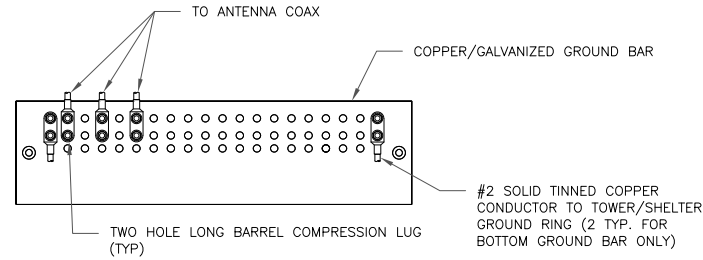 TO ANTENNA COAX
COPPER/GALVANIZED GROUND BAR
#2 SOLID TINNED COPPER
CONDUCTOR TO TOWER/SHELTER
GROUND RING (2 TYP. FOR
BOTTOM GROUND BAR ONLY)
TWO HOLE LONG BARREL COMPRESSION LUG
(TYP)